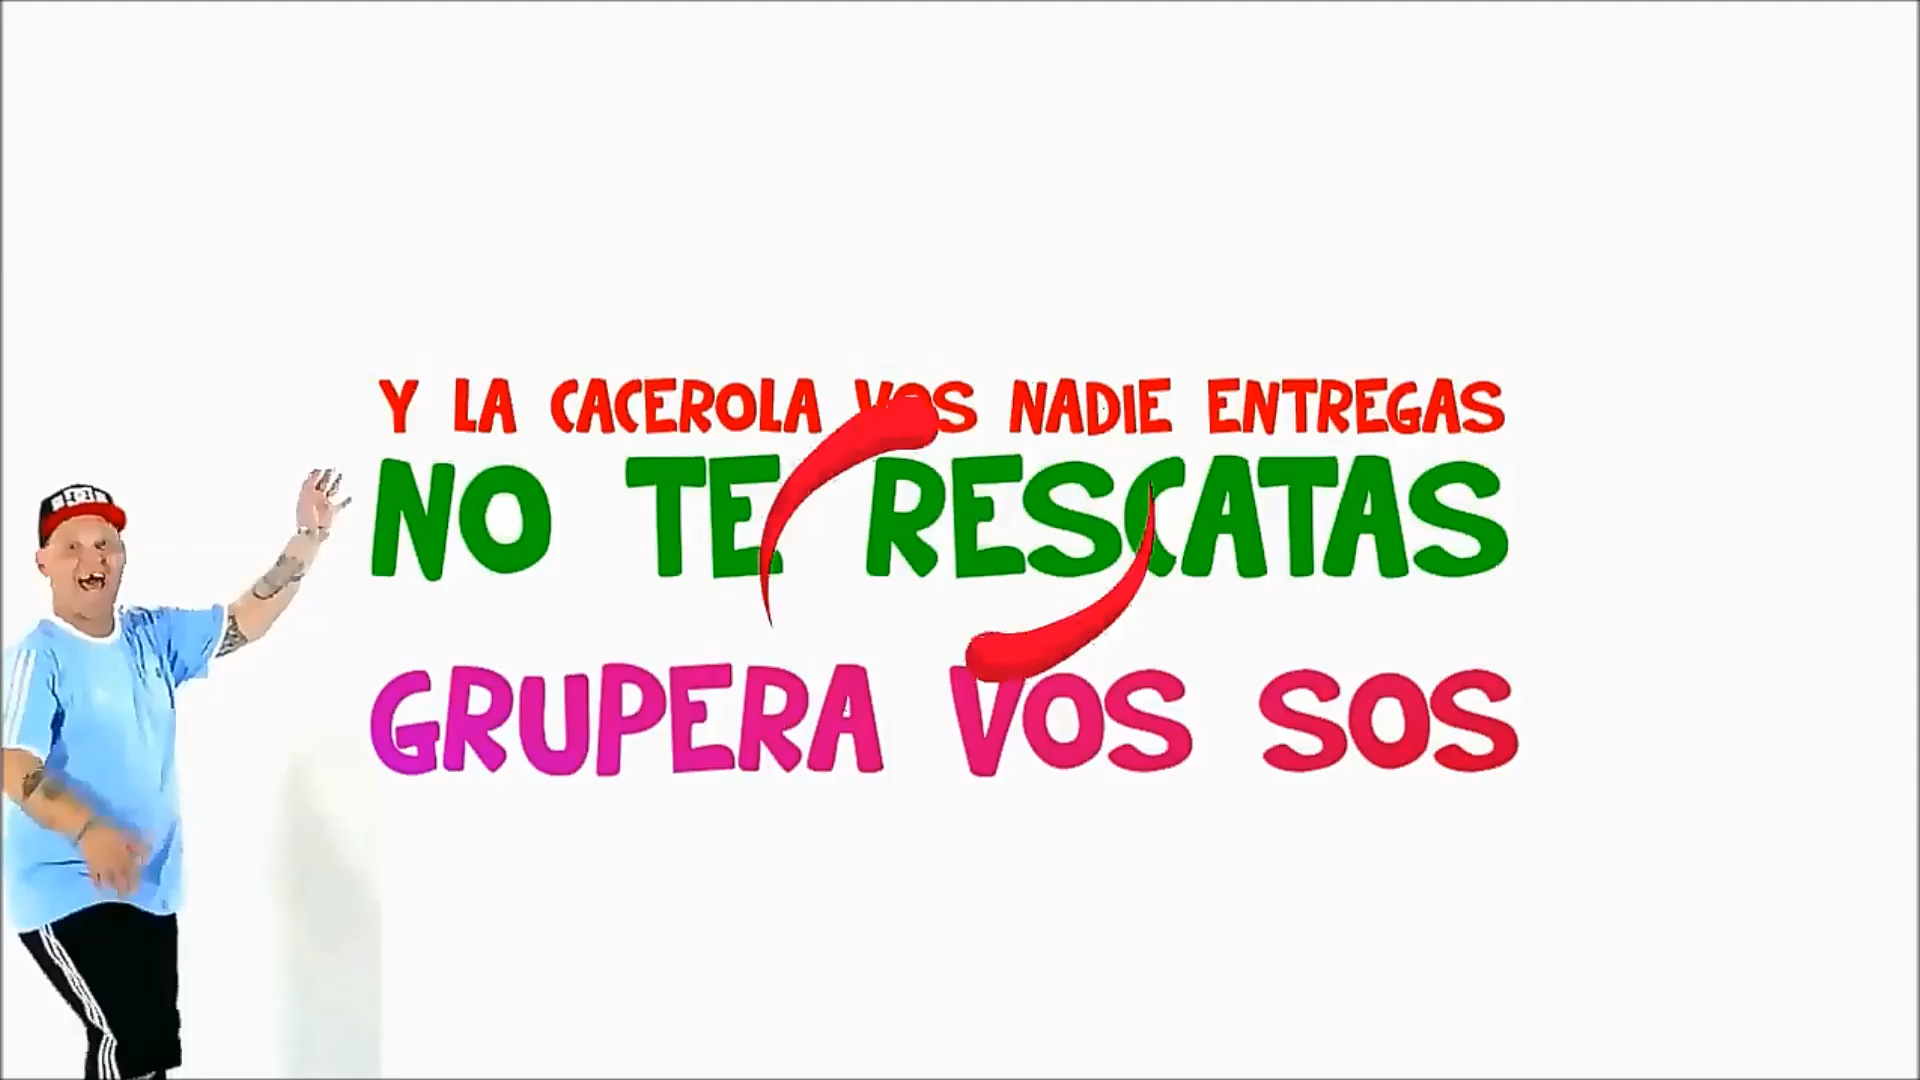 Y LA CACEROLA VOS NADIE ENTREGAS
NO TE RESCATAS
GRUPERA VOS SOS